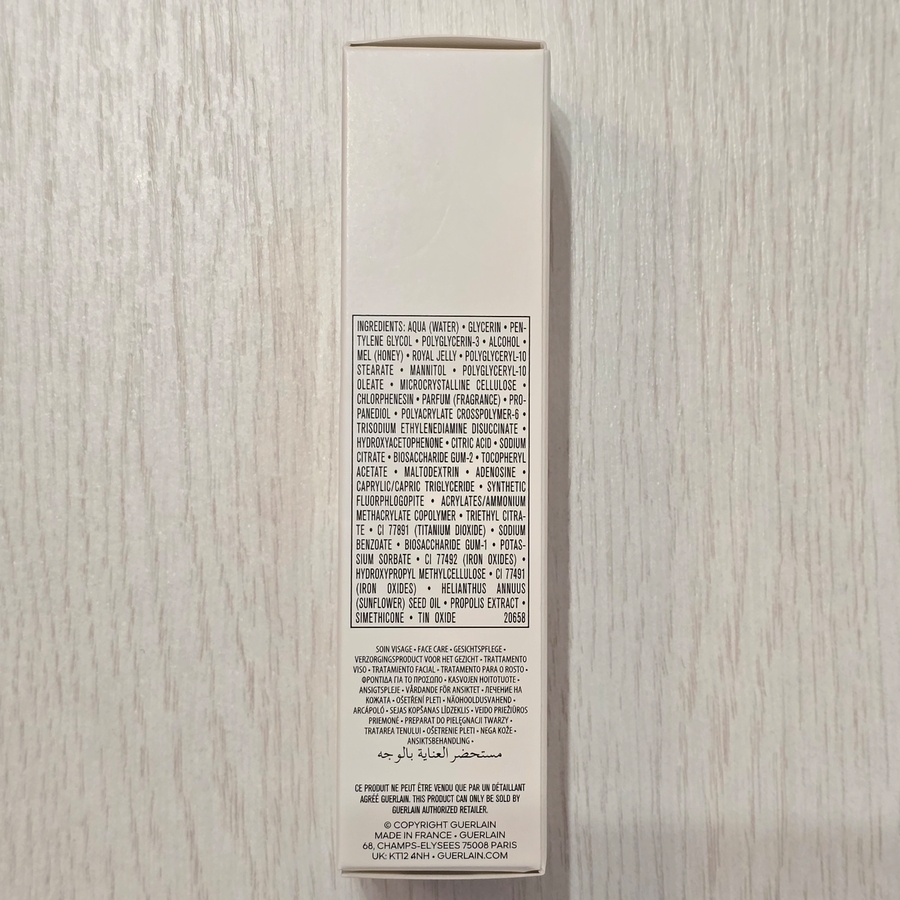 INGREDIENTS: AQUA (WATER) • GLYCERIN • PEN-
TYLENE GLYCOL • POLYGLYCERIN-3 • ALCOHOL •
MEL (HONEY) • ROYAL JELLY • POLYGLYCERYL-10
STEARATE • MANNITOL • POLYGLYCERYL-10
OLEATE • MICROCRYSTALLINE CELLULOSE •
CHLORPHENESIN • PARFUM (FRAGRANCE) • PRO-
PANEDIOL • POLYACRYLATE CROSSPOLYMER-6 •
TRISODIUM ETHYLENEDIAMINE DISUCCINATE •
HYDROXYACETOPHENONE • CITRIC ACID • SODIUM
CITRATE • BIOSACCHARIDE GUM-2 • TOCOPHERYL
ACETATE • MALTODEXTRIN • ADENOSINE •
CAPRYLIC/CAPRIC TRIGLYCERIDE • SYNTHETIC
FLUORPHLOGOPITE • ACRYLATES/AMMONIUM
METHACRYLATE COPOLYMER • TRIETHYL CITRA-
TE • CI 77891 (TITANIUM DIOXIDE) • SODIUM
BENZOATE • BIOSACCHARIDE GUM-1 • POTAS-
SIUM SORBATE • CI 77492 (IRON OXIDES) •
HYDROXYPROPYL METHYLCELLULOSE • CI 77491
(IRON OXIDES) • HELIANTHUS ANNUUS
(SUNFLOWER) SEED OIL • PROPOLIS EXTRACT •
SIMETHICONE • TIN OXIDE 20658
SOIN VISAGE • FACE CARE • GESICHTSPFLEGE •
VERZORGINGSPRODUCT VOOR HET GEZICHT • TRATTAMENTO
VISO • TRATAMIENTO FACIAL • TRATAMENTO PARA O ROSTO •
ΦΡΟΝΤΙΔΑ ΓΙΑ ΤΟ ΠΡΟΣΩΠΟ • KASVOJEN HOITOTUOTE •
ANSIGTSPLEJE • VÅRDANDE FÖR ANSIKTET • ЛЕЧЕНИЕ НА
КОЖАТА • OŠETŘENÍ PLETI • NÄOHOOLDUSVAHEND •
ARCÁPOLÓ • SEJAS KOPŠANAS LĪDZEKLIS • VEIDO PRIEŽIŪROS
PRIEMONĖ • PREPARAT DO PIELĘGNACJI TWARZY •
TRATAREA TENULUI • OŠETRENIE PLETI • NEGA KOŽE •
ANSIKTSBEHANDLING •
مستحضر العناية بالوجه
CE PRODUIT NE PEUT ÊTRE VENDU QUE PAR UN DÉTAILLANT
AGRÉÉ GUERLAIN. THIS PRODUCT CAN ONLY BE SOLD BY
GUERLAIN AUTHORIZED RETAILER.
© COPYRIGHT GUERLAIN
MADE IN FRANCE • GUERLAIN
68, CHAMPS-ELYSEES 75008 PARIS
UK: KT12 4NH • GUERLAIN.COM